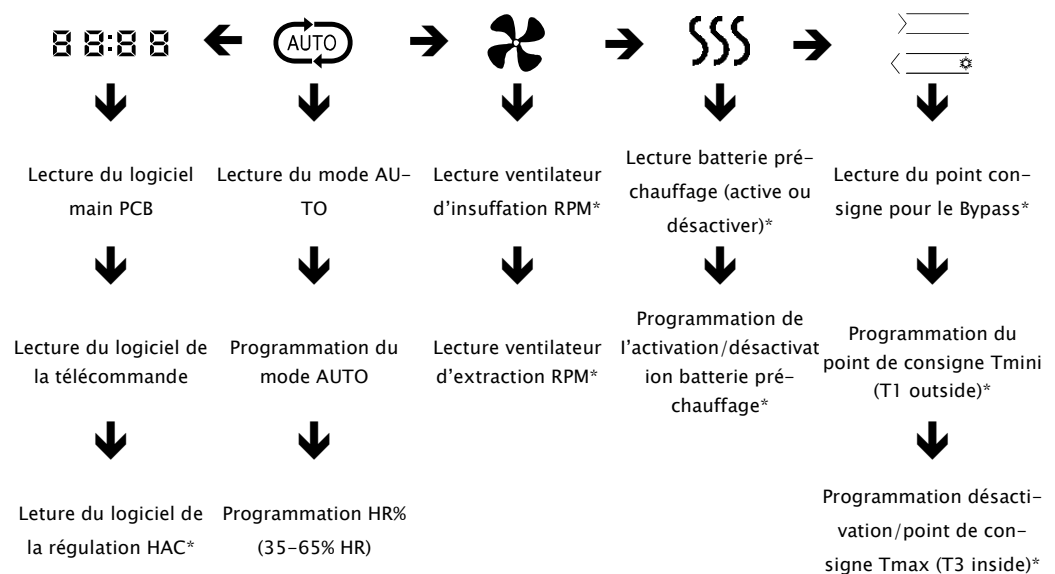 88:88
AUTO
Lecture du logiciel
main PCB
Lecture du mode AU-
TO
Lecture ventilateur
d'insuffation RPM*
Lecture batterie pré-
chauffage (active ou
désactiver)*
Lecture du point con-
signe pour le Bypass*
Lecture du logiciel de
la télécommande
Programmation du
mode AUTO
Lecture ventilateur
d'extraction RPM*
Programmation de
l'activation/désactivat
ion batterie pré-
chauffage*
Programmation du
point de consigne Tmini
(T1 outside)*
Leture du logiciel de
la régulation HAC*
Programmation HR%
(35-65% HR)
Programmation désacti-
vation/point de con-
signe Tmax (T3 inside)*